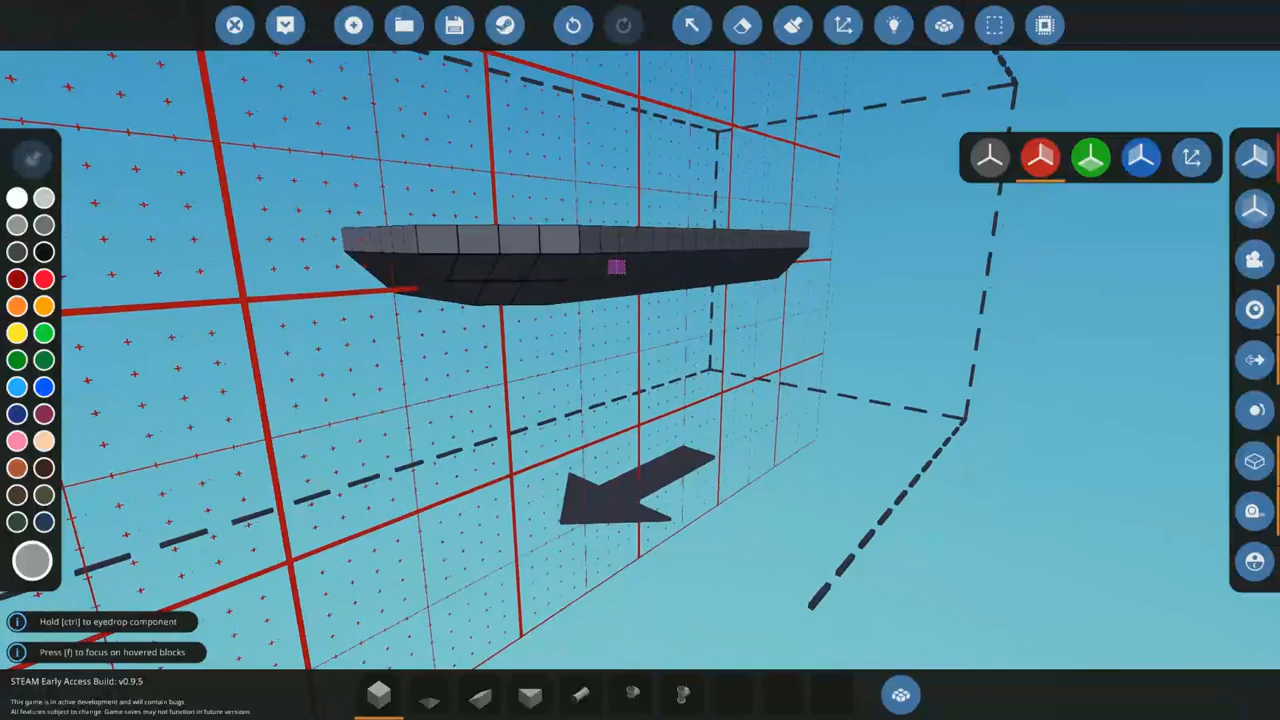 Hold [ctrl] to eyedrop component
Press [f] to focus on hovered blocks
STEAM Early Access Build: v0.9.5
This game is in active development and will contain bugs.
All features subject to change. Game saves may not function in future versions